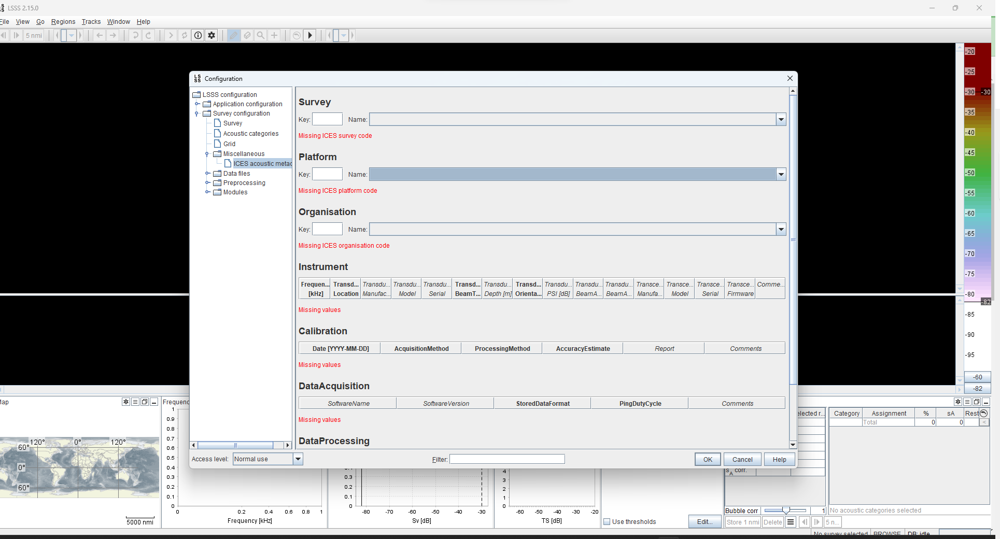 LSSS 2.15.0
File View Go Regions Tracks Window Help
5 nmi
LSSS Configuration
LSSS configuration
Application configuration
Survey configuration
Survey
Acoustic categories
Grid
Miscellaneous
ICES acoustic metac
Data files
Preprocessing
Modules
Survey
Key: Name:
Missing ICES survey code
Platform
Key: Name:
Missing ICES platform code
Organisation
Key: Name:
Missing ICES organisation code
Instrument
Frequen... Transd... Transdu... Transdu... Transdu... Transd... Transdu... Transd... Transdu... Transdu... Transdu... Transce... Transce... Transce... Transce... Comme...
[kHz] Location Manufac... Model Serial BeamT... Depth [m] Orienta... PSI [dB] BeamA... BeamA... Manufa... Model Serial Firmware
Missing values
Calibration
Date [YYYY-MM-DD] AcquisitionMethod ProcessingMethod AccuracyEstimate Report Comments
Missing values
DataAcquisition
SoftwareName SoftwareVersion StoredDataFormat PingDutyCycle Comments
Missing values
DataProcessing
Access level: Normal use
Filter:
OK Cancel Help
-20
-25
-30 -30
-35
-40
-45
-50
-55
-60
-65
-70
-75
-80
-82
-85
-90
-95
-60
-82
Map
120° 0° 120°
60°
0°
60°
5000 nmi
Frequenc
1
0.9
0.8
0.7
0.6
0.5
0.4
0.3
0.2
0.1
0
0 0.2 0.4 0.6 0.8 1
Frequency [kHz]
0.3
0.2
0.1
0
-80 -70 -60 -50 -40 -30
Sv [dB]
4
3
2
1
0
-60 -50 -40 -30 -20
TS [dB]
Use thresholds Edit...
elected r...
sA corr.
Bubble corr 1
Store 1 nmi Delete 5 n...
Category Assignment % sA Rest
Total 0 0 <
No acoustic categories selected
No survey selected BROWSE DB: idle